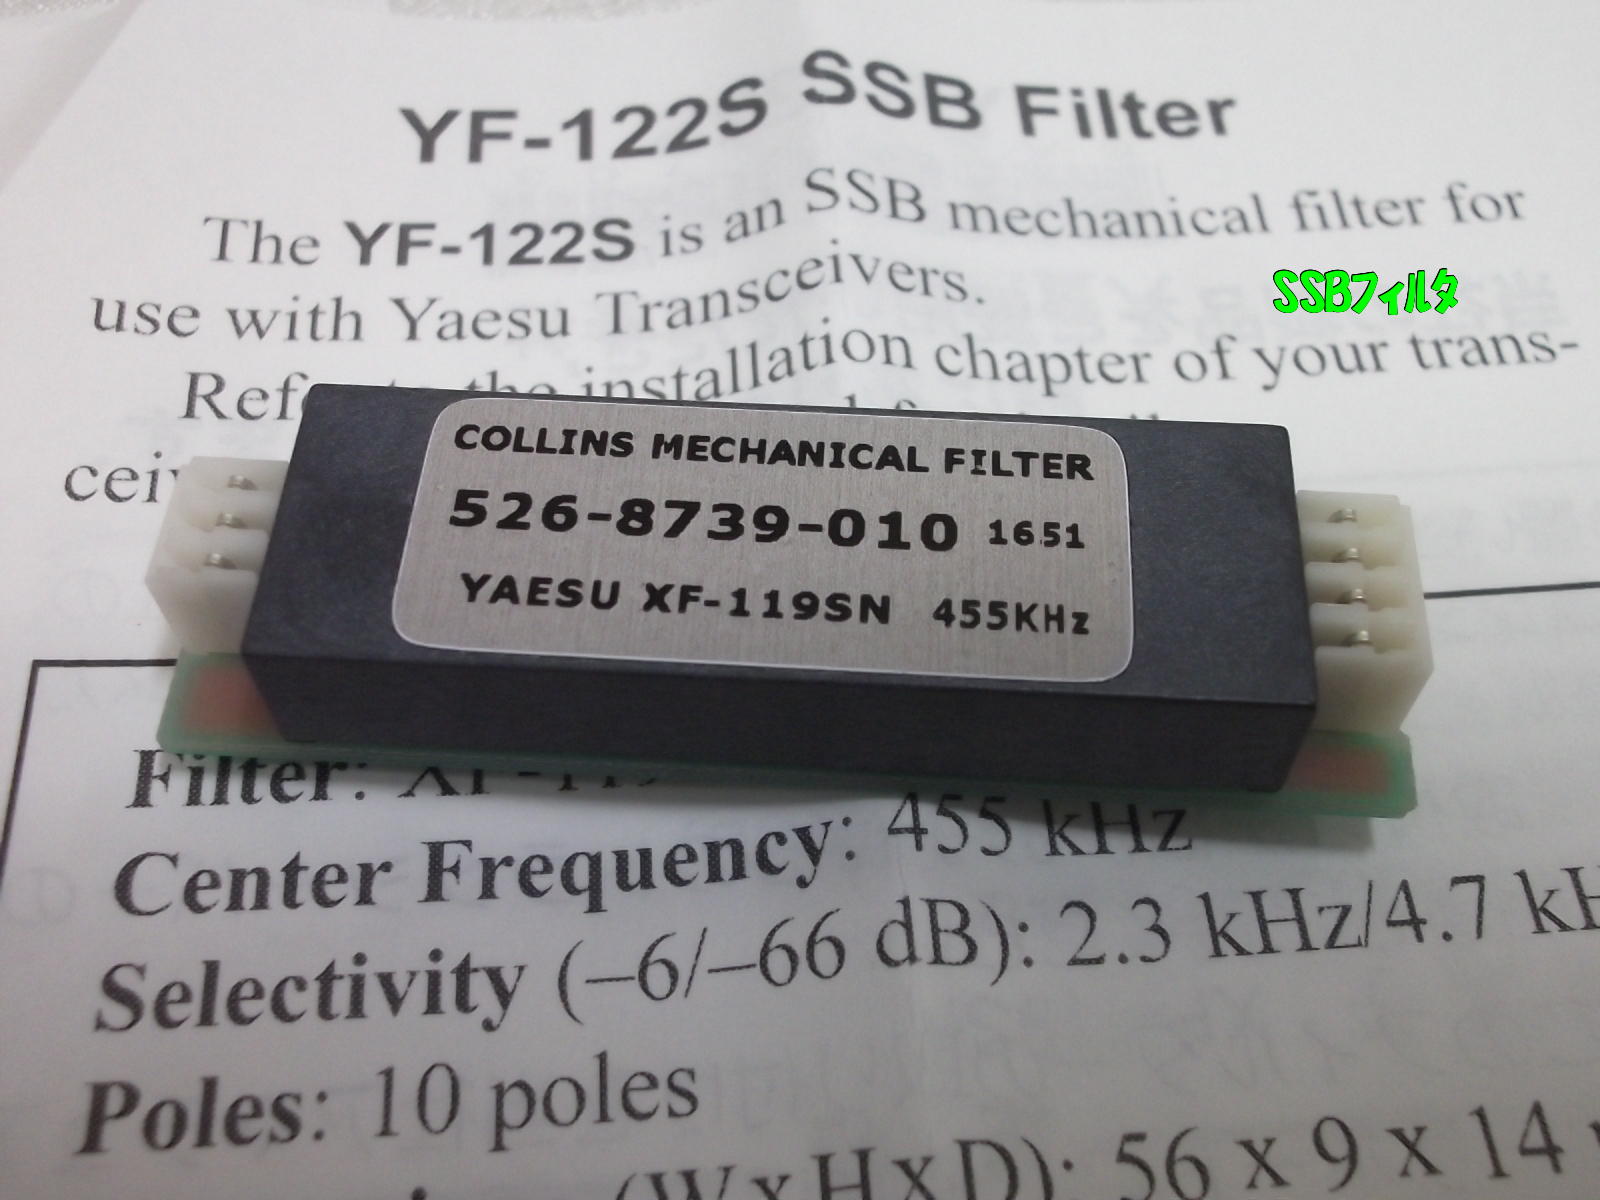 YF-122S SSB Filter
The YF-122S is an SSB mechanical filter for
use with Yaesu Transceivers.
SSBフィルタ
installation chapter of your trans-
COLLINS MECHANICAL FILTER
526-8739-010 1651
YAESU XF-119SN 455KHz
Filter:
Center Frequency: 455 kHz
Selectivity (–6/–66 dB): 2.3 kHz/4.7
Poles: 10 poles
(WxHxD): 56 x 9 x 14